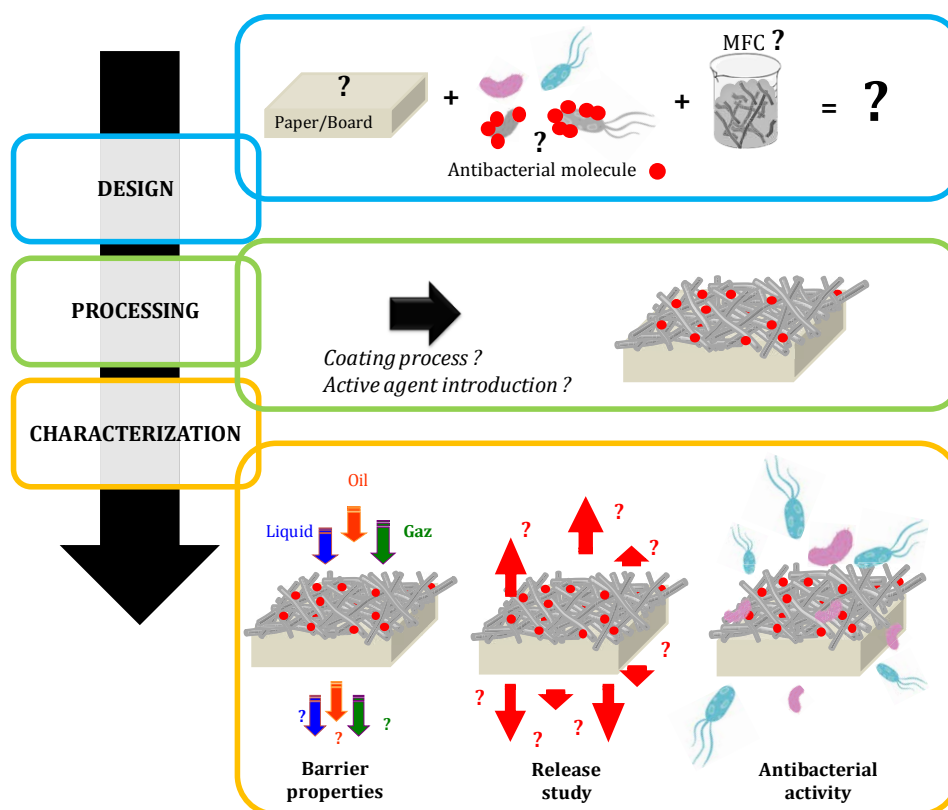 MFC ?
?
Paper/Board
+
+
= ?
?
Antibacterial molecule
DESIGN
PROCESSING
Coating process ?
Active agent introduction ?
CHARACTERIZATION
Oil
Liquid
Gaz
?
?
?
?
?
?
?
?
?
?
?
Barrier
properties
Release
study
Antibacterial
activity